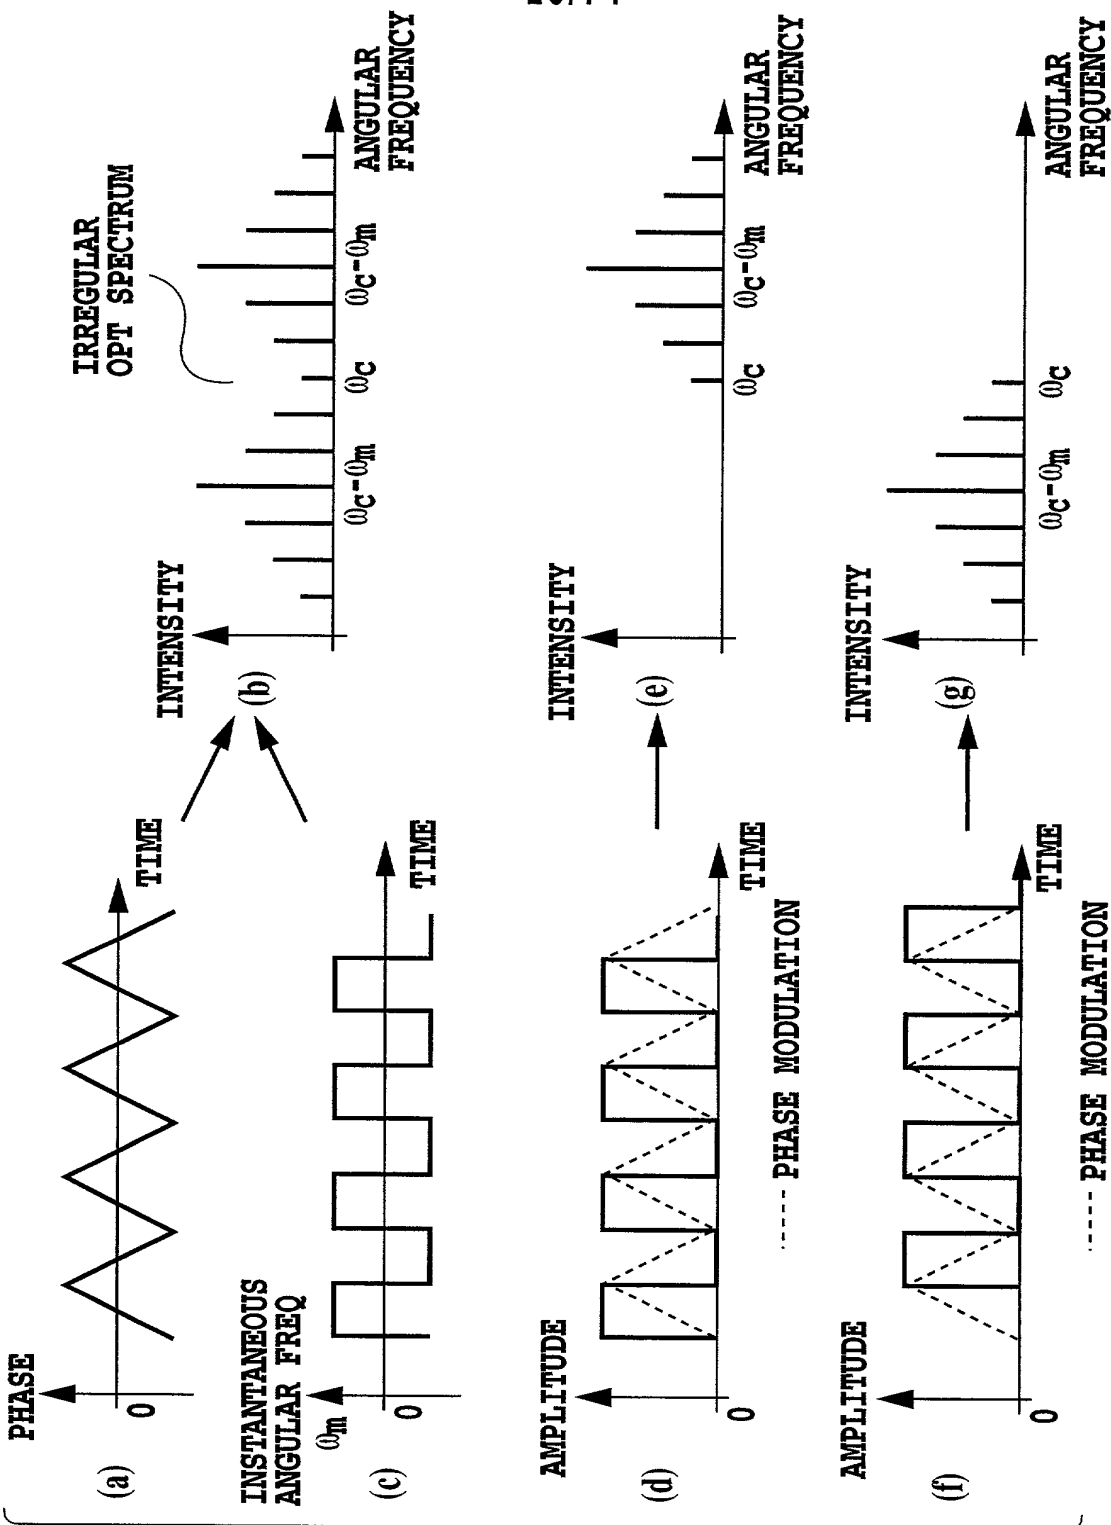 (a)
PHASE
0
TIME
(b)
INTENSITY
IRREGULAR
OPT SPECTRUM
ωc-ωm
ωc
ωc-ωm
ANGULAR
FREQUENCY
(c)
INSTANTANEOUS
ANGULAR FREQ
ωm
0
TIME
(d)
AMPLITUDE
0
TIME
PHASE MODULATION
(e)
INTENSITY
ωc
ωc-ωm
ANGULAR
FREQUENCY
(f)
AMPLITUDE
0
TIME
PHASE MODULATION
(g)
INTENSITY
ωc-ωm
ωc
ANGULAR
FREQUENCY